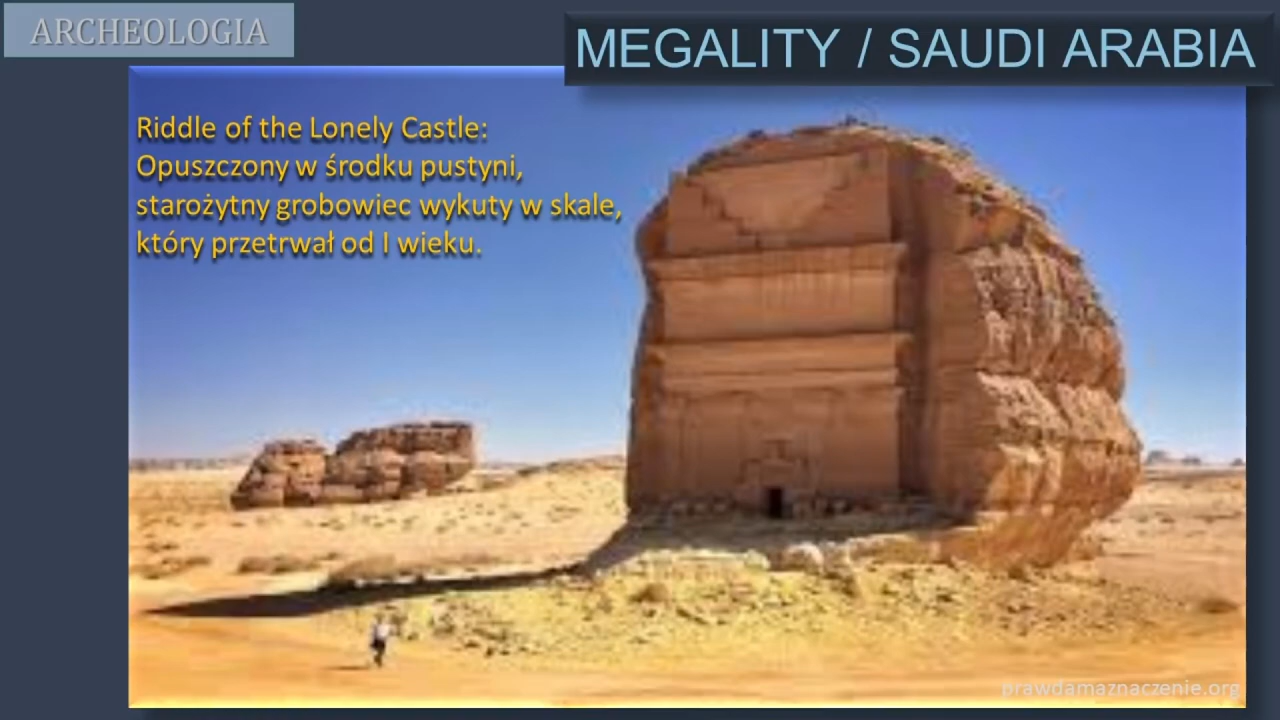 ARCHEOLOGIA
MEGALITY / SAUDI ARABIA
Riddle of the Lonely Castle:
Opuszczony w środku pustyni,
starożytny grobowiec wykuty w skale,
który przetrwał od I wieku.
prawdamaznaczenie.org